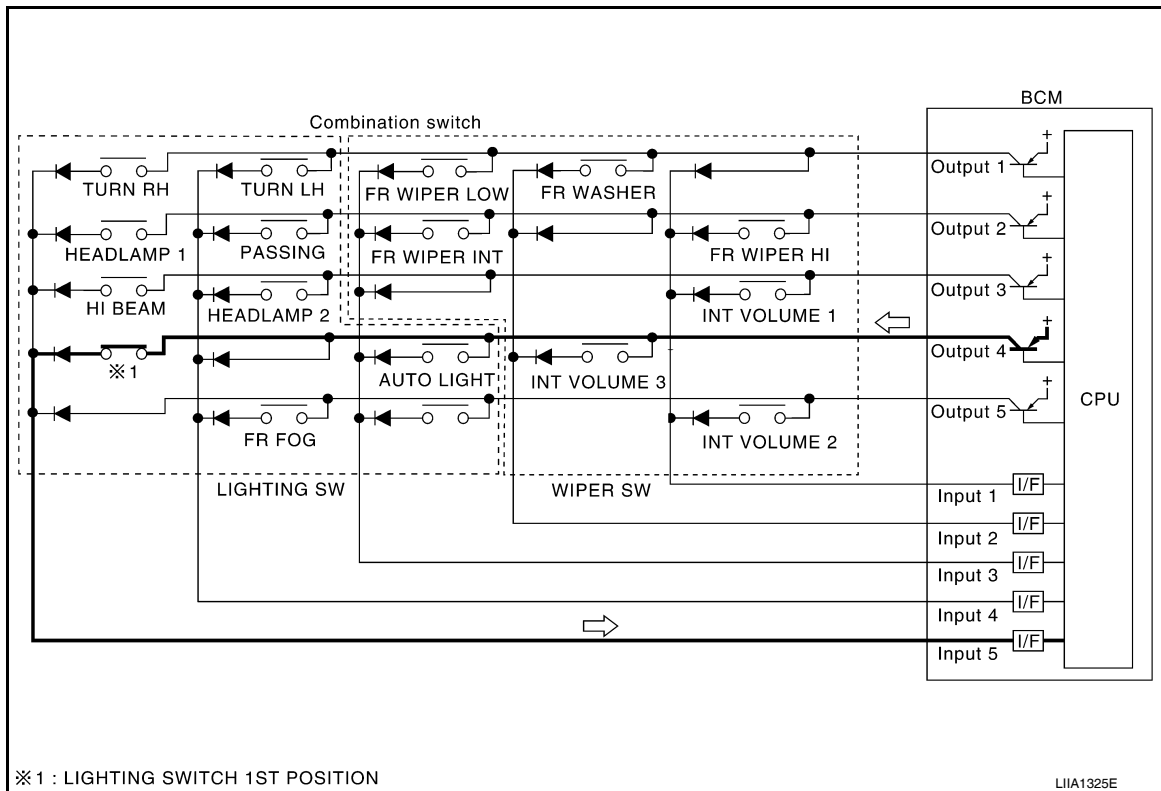 BCM
Combination switch
Output 1
TURN RH
TURN LH
FR WIPER LOW
FR WASHER
Output 2
HEADLAMP 1
PASSING
FR WIPER INT
FR WIPER HI
Output 3
HI BEAM
HEADLAMP 2
INT VOLUME 1
Output 4
※1
AUTO LIGHT
INT VOLUME 3
CPU
Output 5
FR FOG
INT VOLUME 2
LIGHTING SW
WIPER SW
Input 1
I/F
Input 2
I/F
Input 3
I/F
Input 4
I/F
Input 5
I/F
※1 : LIGHTING SWITCH 1ST POSITION
LIIA1325E